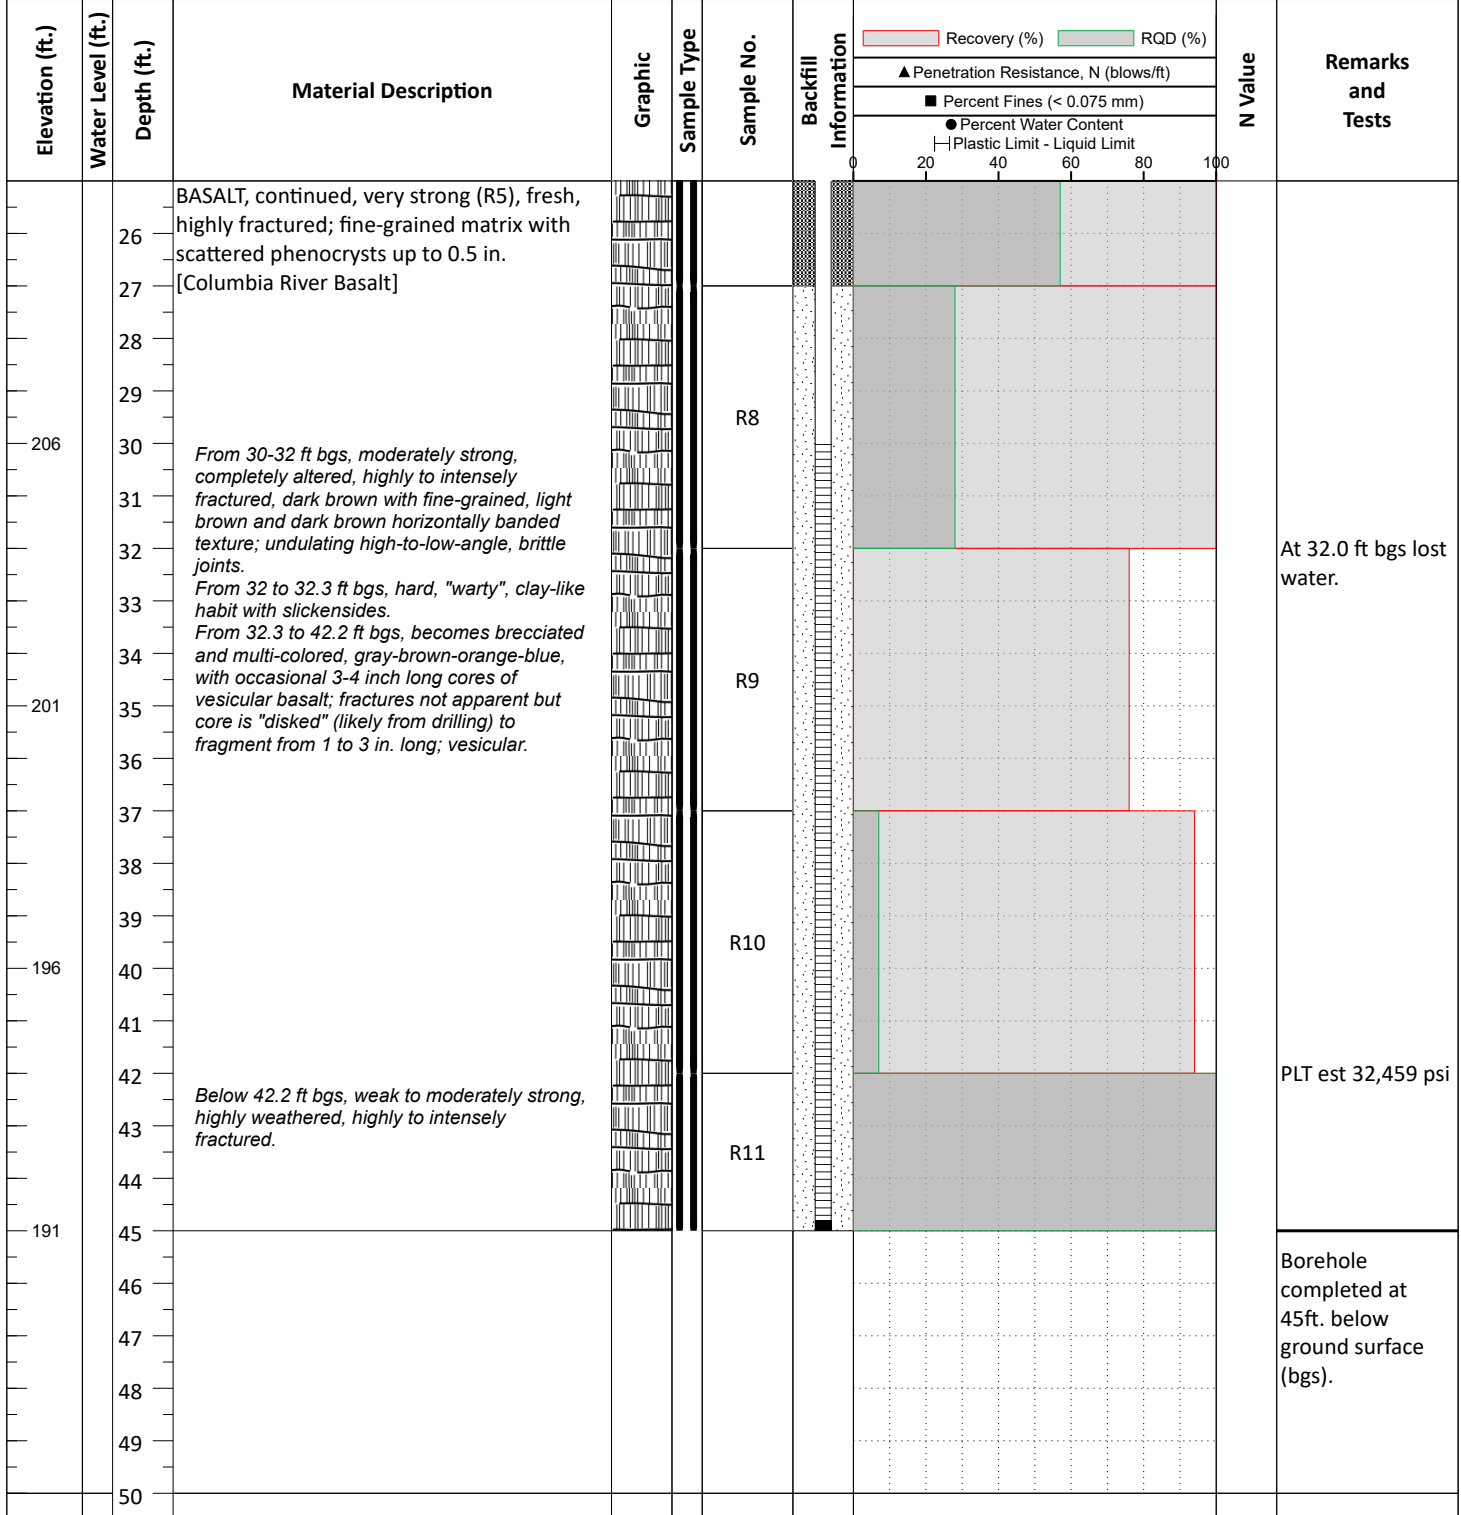 Elevation (ft.)
Water Level (ft.)
Depth (ft.)
Material Description
Graphic
Sample Type
Sample No.
Backfill
Information
Recovery (%) RQD (%)
▲ Penetration Resistance, N (blows/ft)
■ Percent Fines (< 0.075 mm)
● Percent Water Content
Plastic Limit - Liquid Limit
0 20 40 60 80 100
N Value
Remarks
and
Tests
BASALT, continued, very strong (R5), fresh,
highly fractured; fine-grained matrix with
scattered phenocrysts up to 0.5 in.
[Columbia River Basalt]
26
27
28
29
R8
206
30
From 30-32 ft bgs, moderately strong,
completely altered, highly to intensely
fractured, dark brown with fine-grained, light
brown and dark brown horizontally banded
texture; undulating high-to-low-angle, brittle
joints.
31
32
At 32.0 ft bgs lost
water.
From 32 to 32.3 ft bgs, hard, "warty", clay-like
habit with slickensides.
33
From 32.3 to 42.2 ft bgs, becomes brecciated
and multi-colored, gray-brown-orange-blue,
with occasional 3-4 inch long cores of
vesicular basalt; fractures not apparent but
core is "disked" (likely from drilling) to
fragment from 1 to 3 in. long; vesicular.
34
R9
201
35
36
37
38
39
R10
196
40
41
42
PLT est 32,459 psi
Below 42.2 ft bgs, weak to moderately strong,
highly weathered, highly to intensely
fractured.
43
R11
44
191
45
Borehole
completed at
45ft. below
ground surface
(bgs).
46
47
48
49
50